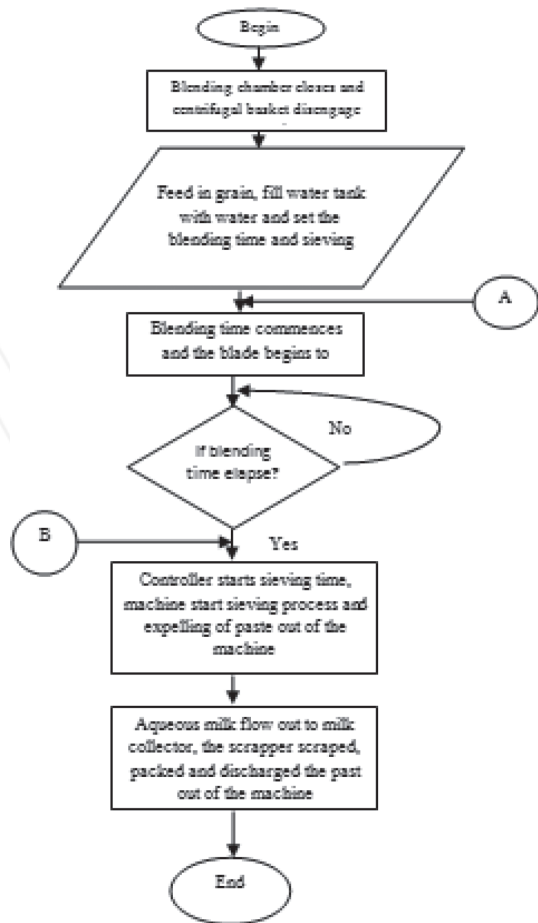 Begin
Blending chamber closes and
centrifugal basket disengage
Feed in grain, fill water tank
with water and set the
blending time and sieving
A
Blending time commences
and the blade begins to
No
If blending
time elapse?
B
Yes
Controller starts sieving time,
machine start sieving process and
expelling of paste out of the
machine
Aqueous milk flow out to milk
collector, the scrapper scraped,
packed and discharged the past
out of the machine
End